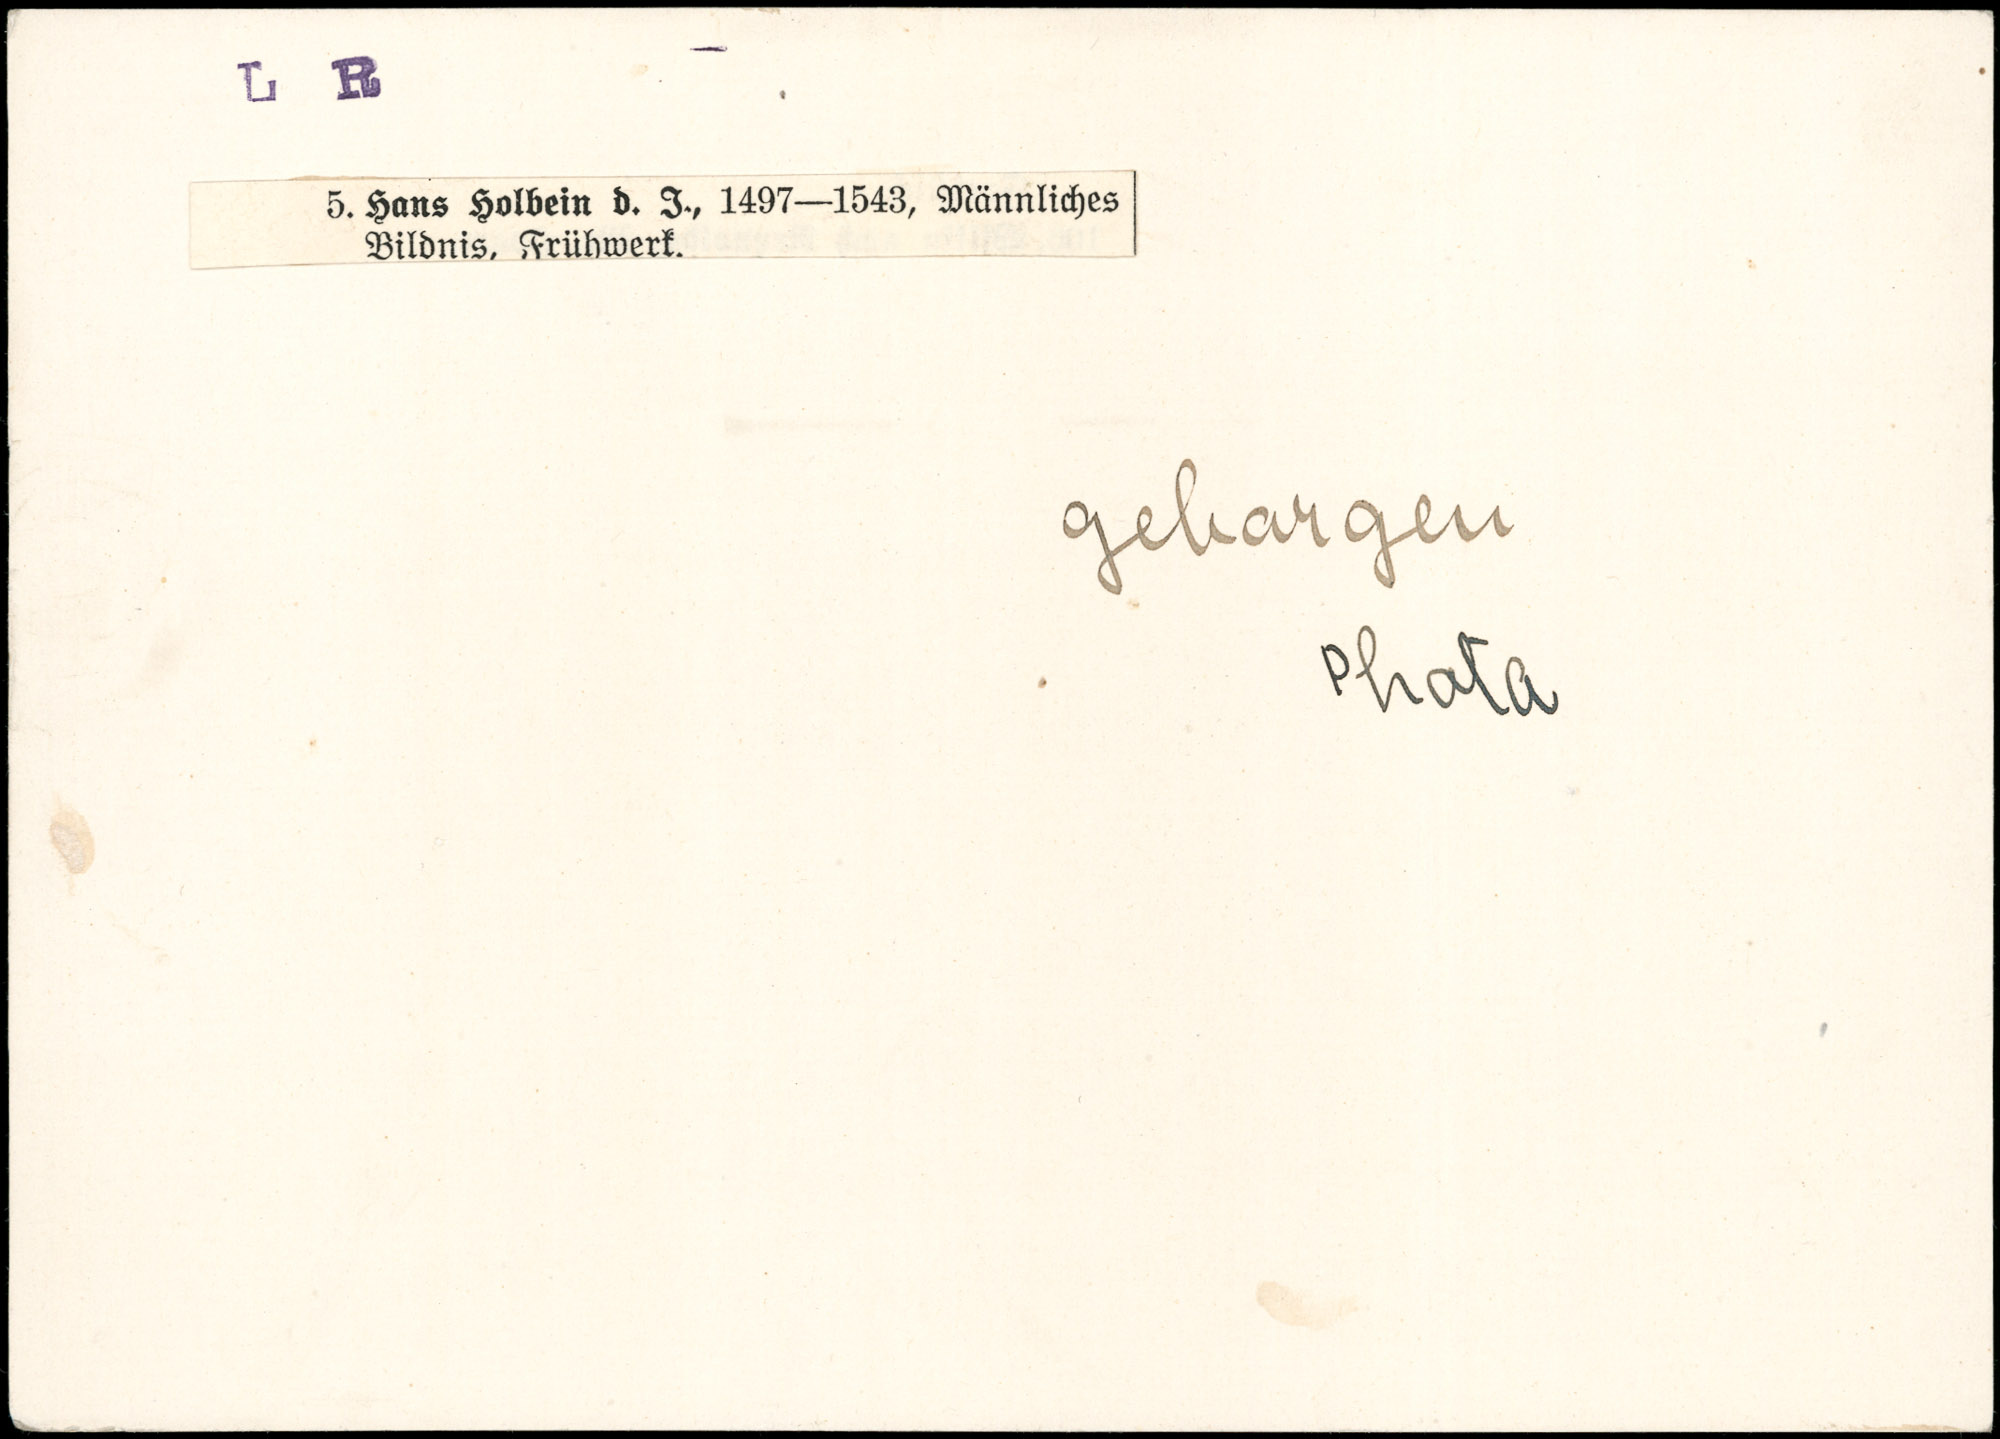 L R
5. Hans Holbein d. J., 1497—1543, Männliches
Bildnis, Frühwerk.
geborgen
Photo